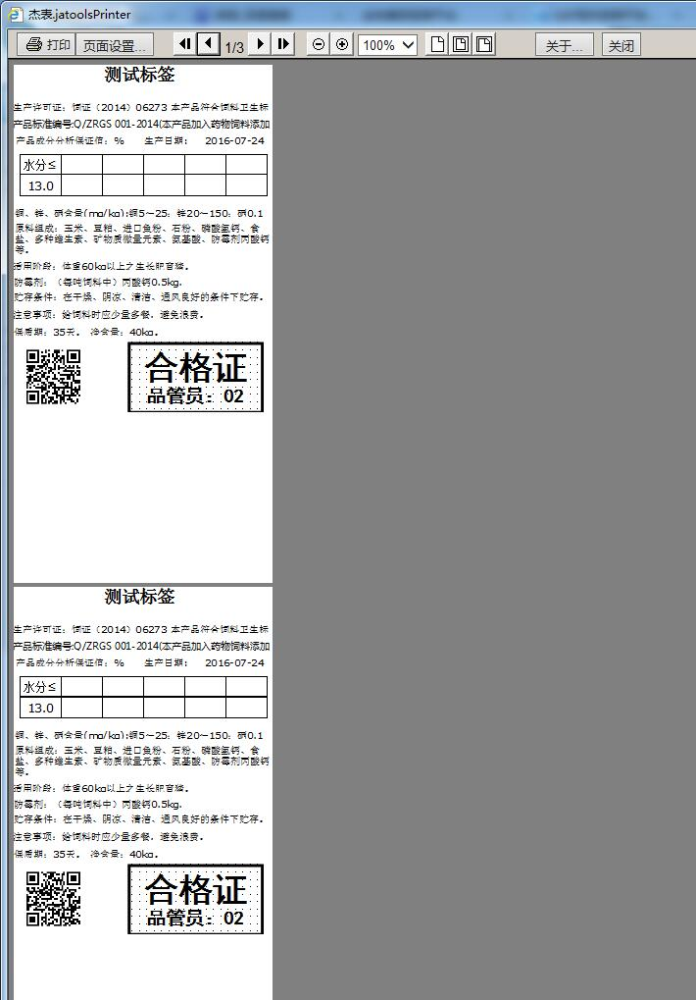 杰表.jatoolsPrinter
打印 页面设置... 1/3 100% 关于... 关闭
测试标签
生产许可证：饲证（2014）06273 本产品符合饲料卫生标
产品标准编号:Q/ZRGS 001-2014(本产品加入药物饲料添加
产品成分分析保证值：% 生产日期： 2016-07-24
水分≤
13.0
铜、锌、硒含量(mg/kg):铜5~25；锌20~150；硒0.1
原料组成：玉米、豆粕、进口鱼粉、石粉、磷酸氢钙、食
盐、多种维生素、矿物质微量元素、氨基酸、防霉剂丙酸钙
等。
适用阶段：体重60kg以上之生长肥育猪。
防霉剂：（每吨饲料中）丙酸钙0.5kg.
贮存条件：在干燥、阴凉、清洁、通风良好的条件下贮存。
注意事项：给饲料时应少量多餐，避免浪费。
保质期：35天。 净含量：40kg。
合格证
品管员：02
测试标签
生产许可证：饲证（2014）06273 本产品符合饲料卫生标
产品标准编号:Q/ZRGS 001-2014(本产品加入药物饲料添加
产品成分分析保证值：% 生产日期： 2016-07-24
水分≤
13.0
铜、锌、硒含量(mg/kg):铜5~25；锌20~150；硒0.1
原料组成：玉米、豆粕、进口鱼粉、石粉、磷酸氢钙、食
盐、多种维生素、矿物质微量元素、氨基酸、防霉剂丙酸钙
等。
适用阶段：体重60kg以上之生长肥育猪。
防霉剂：（每吨饲料中）丙酸钙0.5kg.
贮存条件：在干燥、阴凉、清洁、通风良好的条件下贮存。
注意事项：给饲料时应少量多餐，避免浪费。
保质期：35天。 净含量：40kg。
合格证
品管员：02